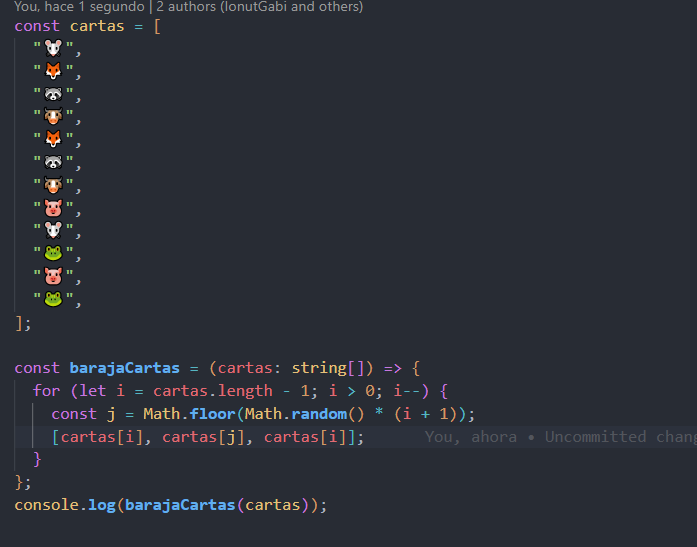 You, hace 1 segundo | 2 authors (IonutGabi and others)
const cartas = [
"🐭",
"🦊",
"🦝",
"🐮",
"🦊",
"🦝",
"🐮",
"🐷",
"🐭",
"🐸",
"🐷",
"🐸",
];
const barajaCartas = (cartas: string[]) => {
for (let i = cartas.length - 1; i > 0; i--) {
const j = Math.floor(Math.random() * (i + 1));
[cartas[i], cartas[j], cartas[i]]; You, ahora • Uncommitted chang
}
};
console.log(barajaCartas(cartas));